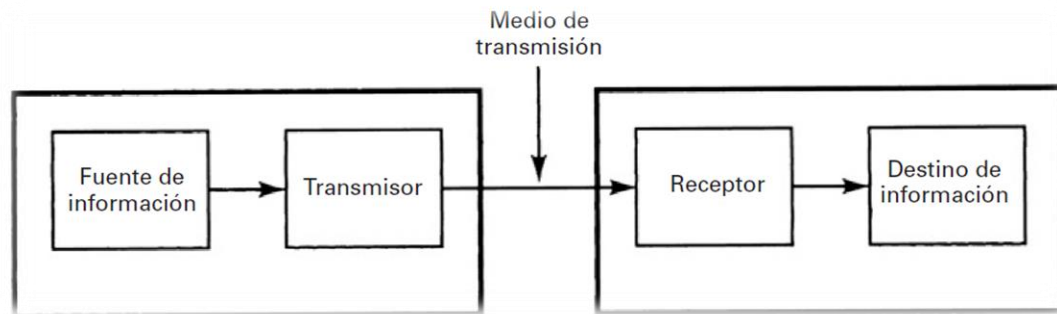 Medio de
transmisión
Fuente de
información
Transmisor
Receptor
Destino de
información